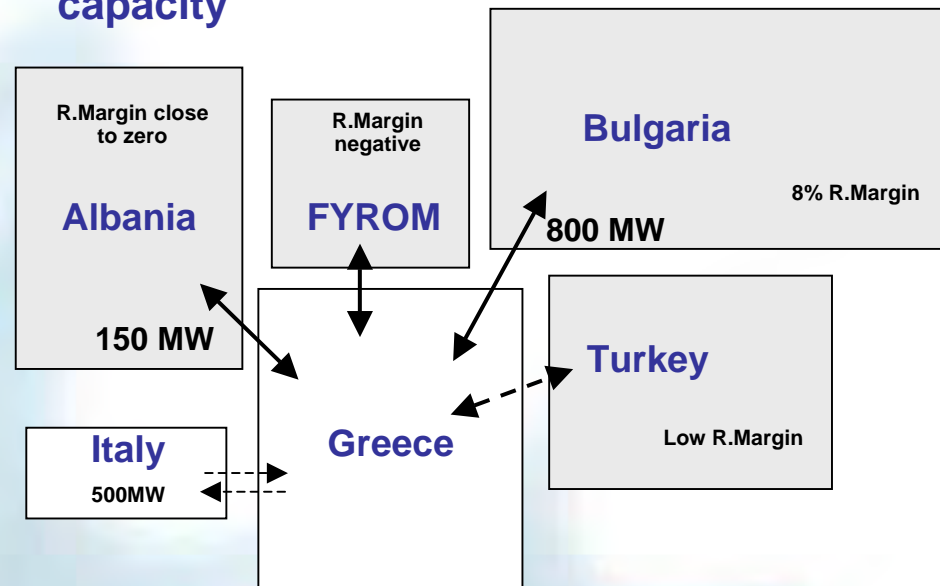 capacity
R.Margin close
to zero
Albania
150 MW
R.Margin
negative
FYROM
Bulgaria
8% R.Margin
800 MW
Turkey
Low R.Margin
Italy
500MW
Greece